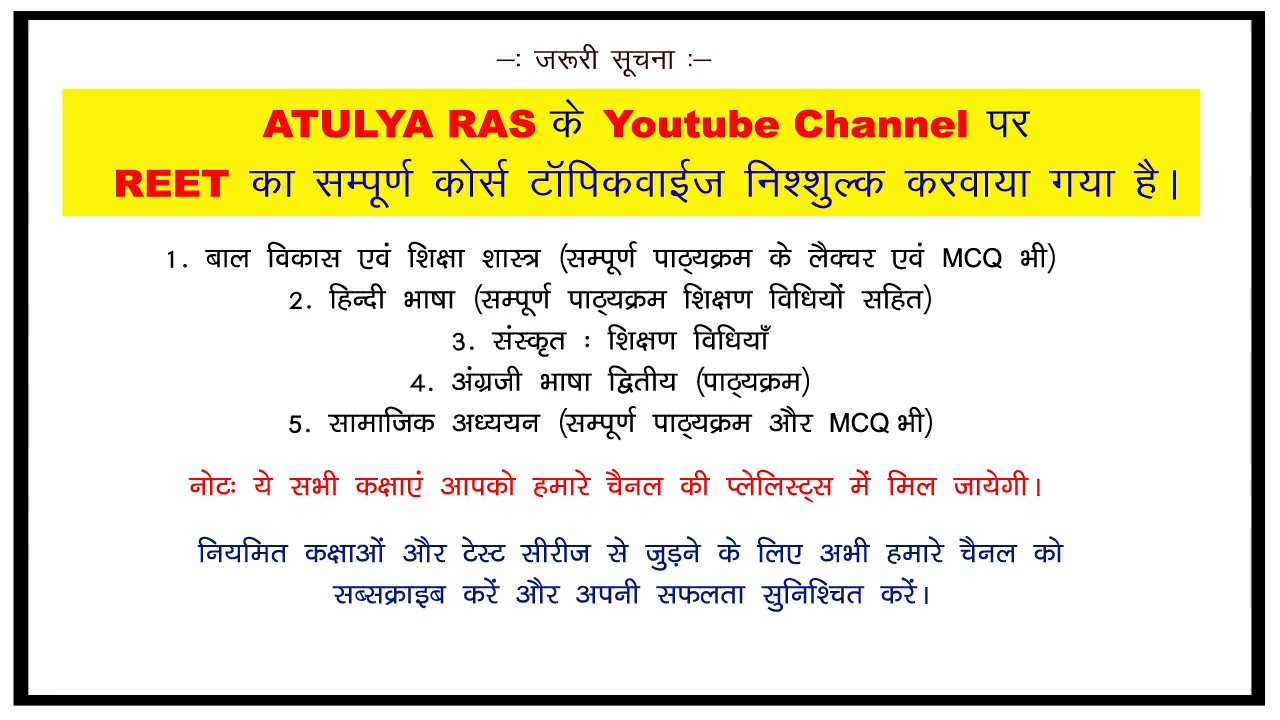 –: जरूरी सूचना :–
ATULYA RAS के Youtube Channel पर
REET का सम्पूर्ण कोर्स टॉपिकवाईज निश्शुल्क करवाया गया है।
1. बाल विकास एवं शिक्षा शास्त्र (सम्पूर्ण पाठ्यक्रम के लैक्चर एवं MCQ भी)
2. हिन्दी भाषा (सम्पूर्ण पाठ्यक्रम शिक्षण विधियों सहित)
3. संस्कृत : शिक्षण विधियाँ
4. अंग्रजी भाषा द्वितीय (पाठ्यक्रम)
5. सामाजिक अध्ययन (सम्पूर्ण पाठ्यक्रम और MCQ भी)
नोटः ये सभी कक्षाएं आपको हमारे चैनल की प्लेलिस्ट्स में मिल जायेगी।
नियमित कक्षाओं और टेस्ट सीरीज से जुड़ने के लिए अभी हमारे चैनल को
सब्सक्राइब करें और अपनी सफलता सुनिश्चित करें।